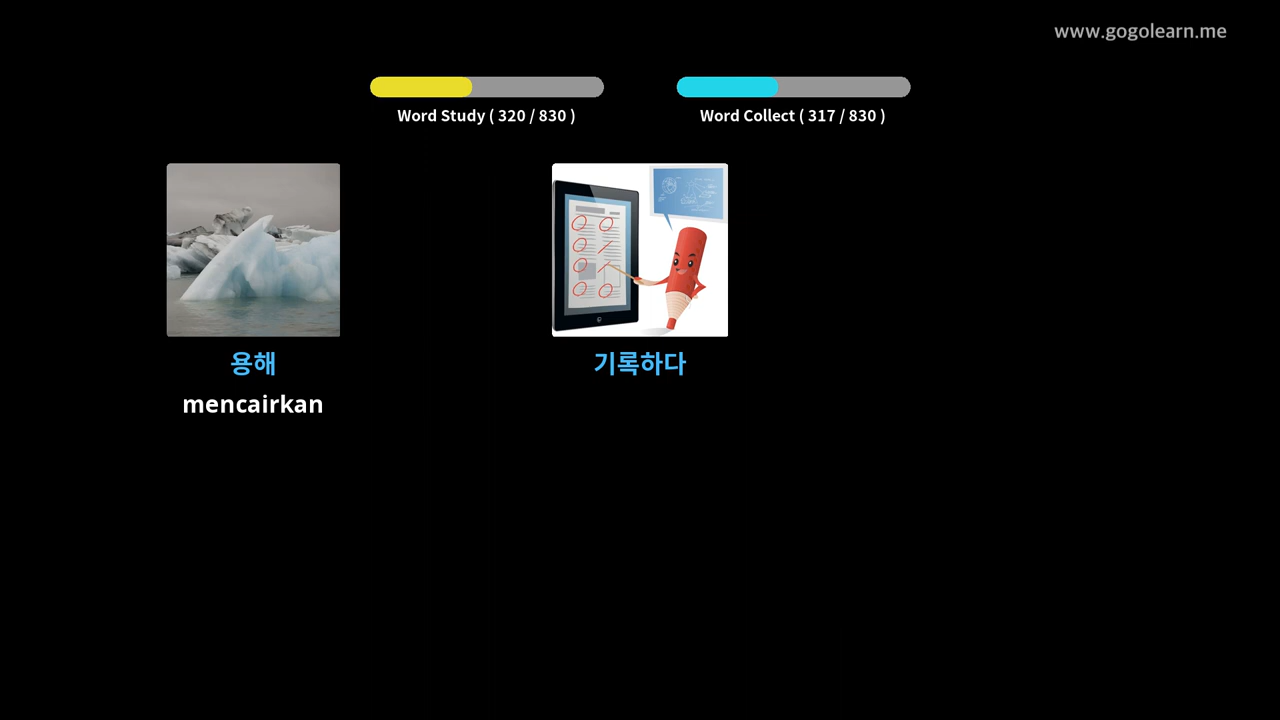 www.gogolearn.me
Word Study ( 320 / 830 )
Word Collect ( 317 / 830 )
용해
mencairkan
기록하다